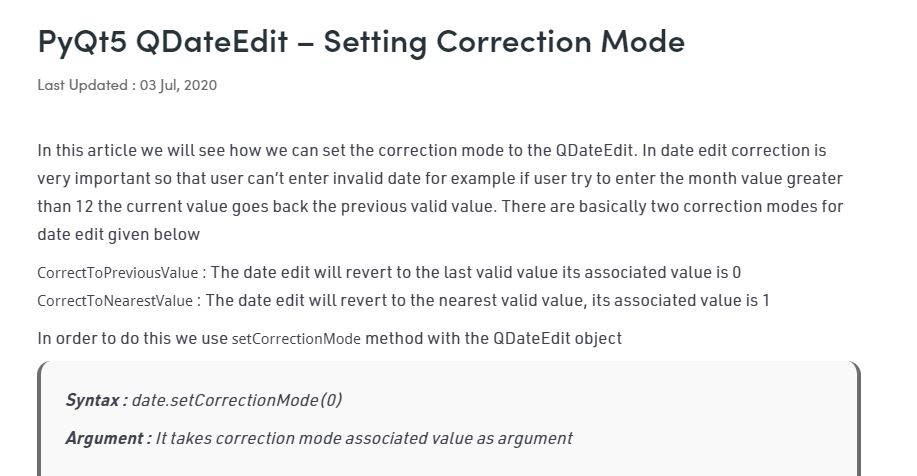 PyQt5 QDateEdit – Setting Correction Mode
Last Updated : 03 Jul, 2020
In this article we will see how we can set the correction mode to the QDateEdit. In date edit correction is
very important so that user can’t enter invalid date for example if user try to enter the month value greater
than 12 the current value goes back the previous valid value. There are basically two correction modes for
date edit given below
CorrectToPreviousValue : The date edit will revert to the last valid value its associated value is 0
CorrectToNearestValue : The date edit will revert to the nearest valid value, its associated value is 1
In order to do this we use setCorrectionMode method with the QDateEdit object
Syntax : date.setCorrectionMode(0)
Argument : It takes correction mode associated value as argument